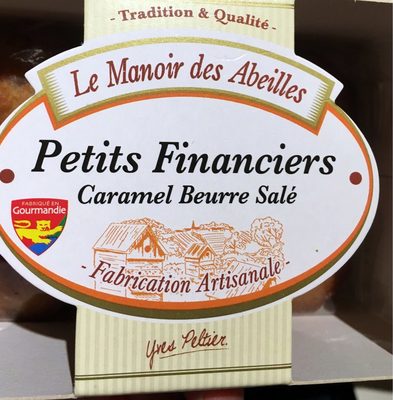 - Tradition & Qualité -
Le Manoir des Abeilles
Petits Financiers
Caramel Beurre Salé
FABRIQUÉ EN
Gourmandie
- Fabrication Artisanale -
Yves Peltier.